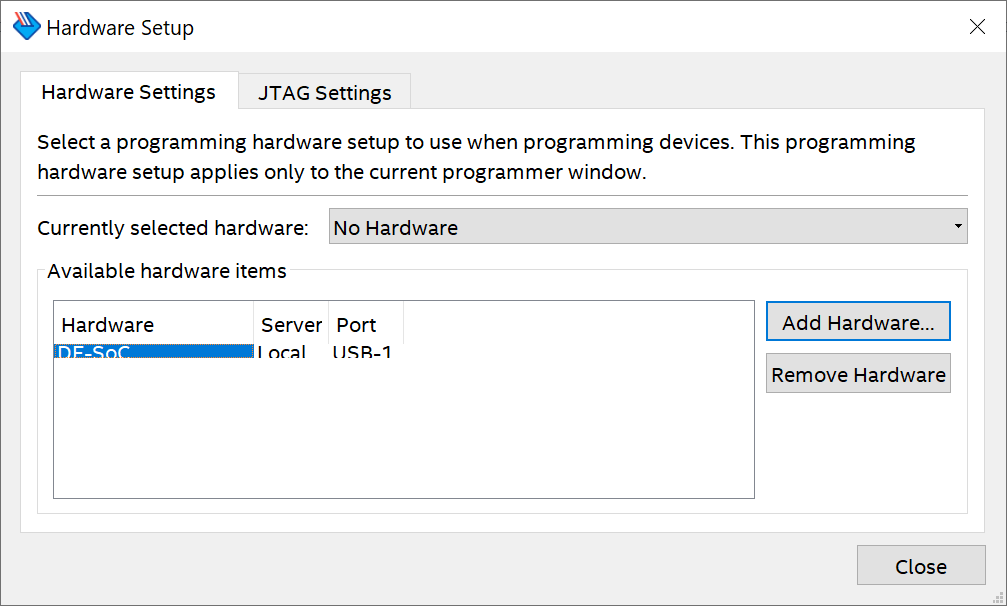 Hardware Setup
Hardware Settings
JTAG Settings
Select a programming hardware setup to use when programming devices. This programming
hardware setup applies only to the current programmer window.
Currently selected hardware:
No Hardware
Available hardware items
Hardware Server Port
DE-SoC Local USB-1
Add Hardware...
Remove Hardware
Close